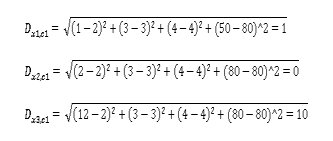 D_{x1,c1} = √(1−2)² + (3−3)² + (4−4)² + (50−80)^2 = 1
D_{x2,c1} = √(2−2)² + (3−3)² + (4−4)² + (80−80)^2 = 0
D_{x3,c1} = √(12−2)² + (3−3)² + (4−4)² + (80−80)^2 = 10